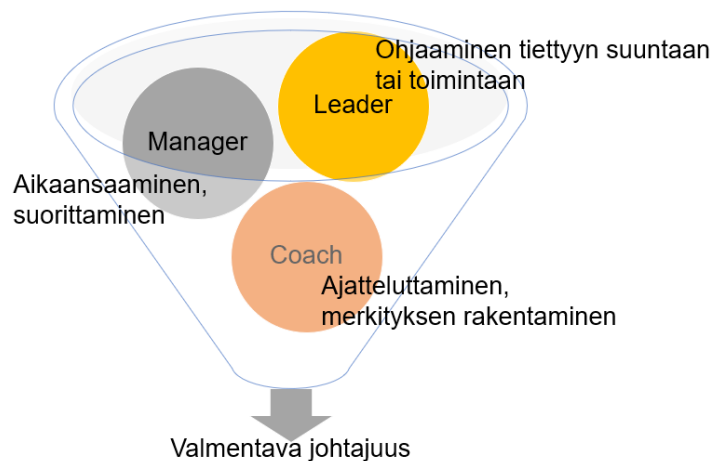 Ohjaaminen tiettyyn suuntaan
tai toimintaan
Leader
Manager
Aikaansaaminen,
suorittaminen
Coach
Ajatteluttaminen,
merkityksen rakentaminen
Valmentava johtajuus